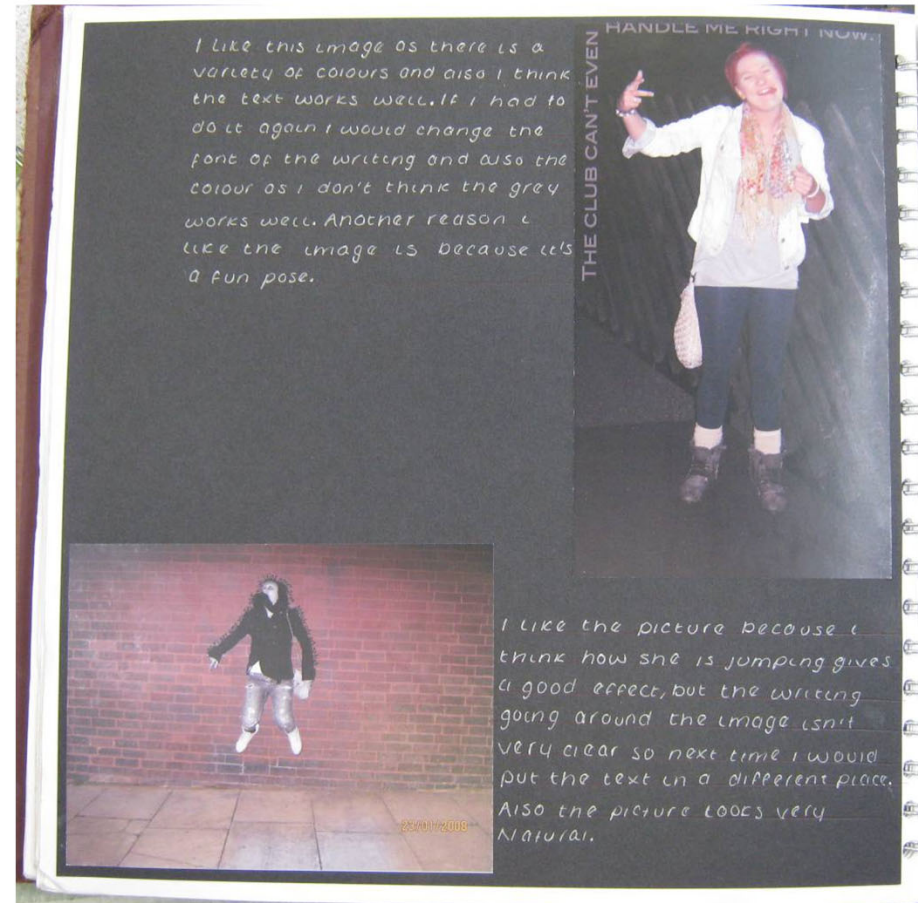 I like this image as there is a
variety of colours and also I think
the text works well. If I had to
do it again I would change the
font of the writing and also the
colour as I don't think the grey
works well. Another reason I
like the image is because it's
a fun pose.
THE CLUB CAN'T EVEN
HANDLE ME RIGHT NOW.
I like the picture because I
think how she is jumping gives
a good effect, but the writing
going around the image isn't
very clear so next time I would
put the text in a different place.
Also the picture looks very
Natural.
23/01/2008